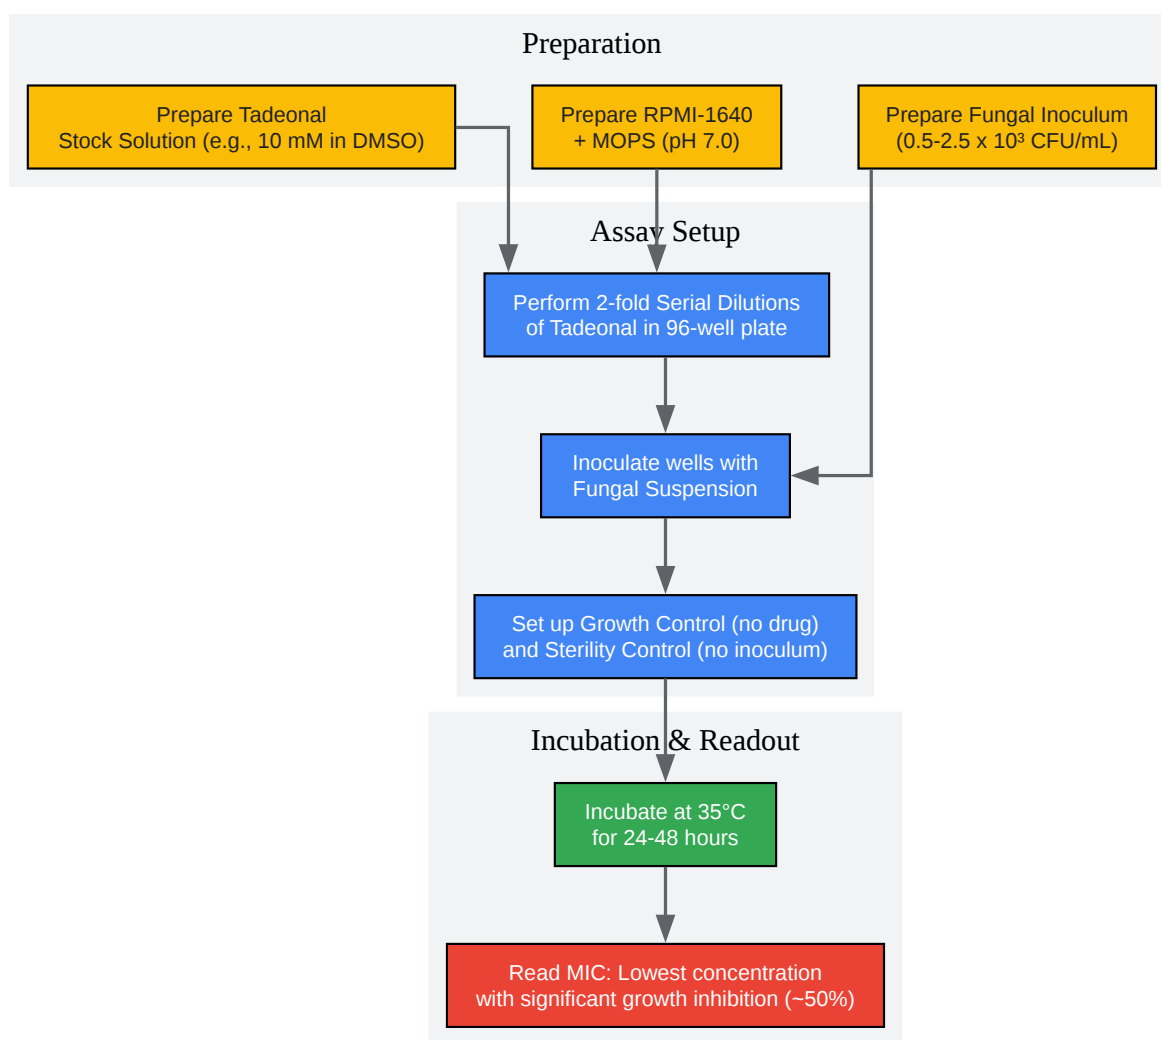 Preparation
Prepare Tadeonal
Stock Solution (e.g., 10 mM in DMSO)
Prepare RPMI-1640
+ MOPS (pH 7.0)
Prepare Fungal Inoculum
(0.5-2.5 x 10³ CFU/mL)
Assay Setup
Perform 2-fold Serial Dilutions
of Tadeonal in 96-well plate
Inoculate wells with
Fungal Suspension
Set up Growth Control (no drug)
and Sterility Control (no inoculum)
Incubation & Readout
Incubate at 35°C
for 24-48 hours
Read MIC: Lowest concentration
with significant growth inhibition (~50%)